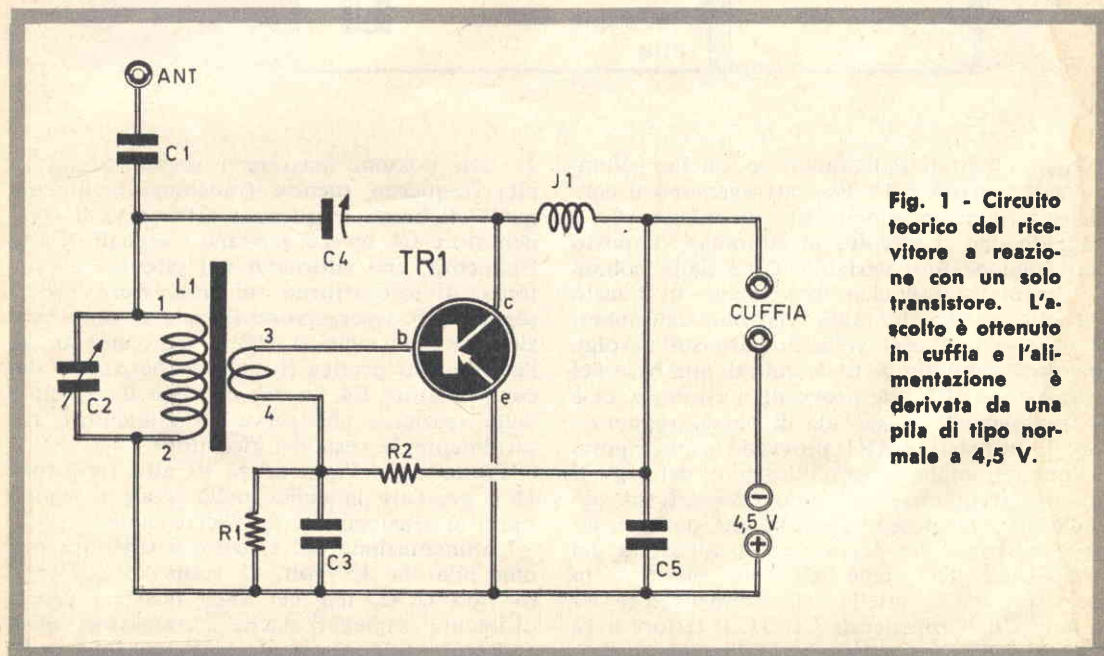 ANT
C1
J1
C4
TR1
L1
1
3
c
b
C2
CUFFIA
4
e
2
R2
4,5 V
R1
C3
C5
Fig. 1 - Circuito
teorico del rice-
vitore a reazio-
ne con un solo
transistore. L'a-
scolto è ottenuto
in cuffia e l'ali-
mentazione è
derivata da una
pila di tipo nor-
male a 4,5 V.